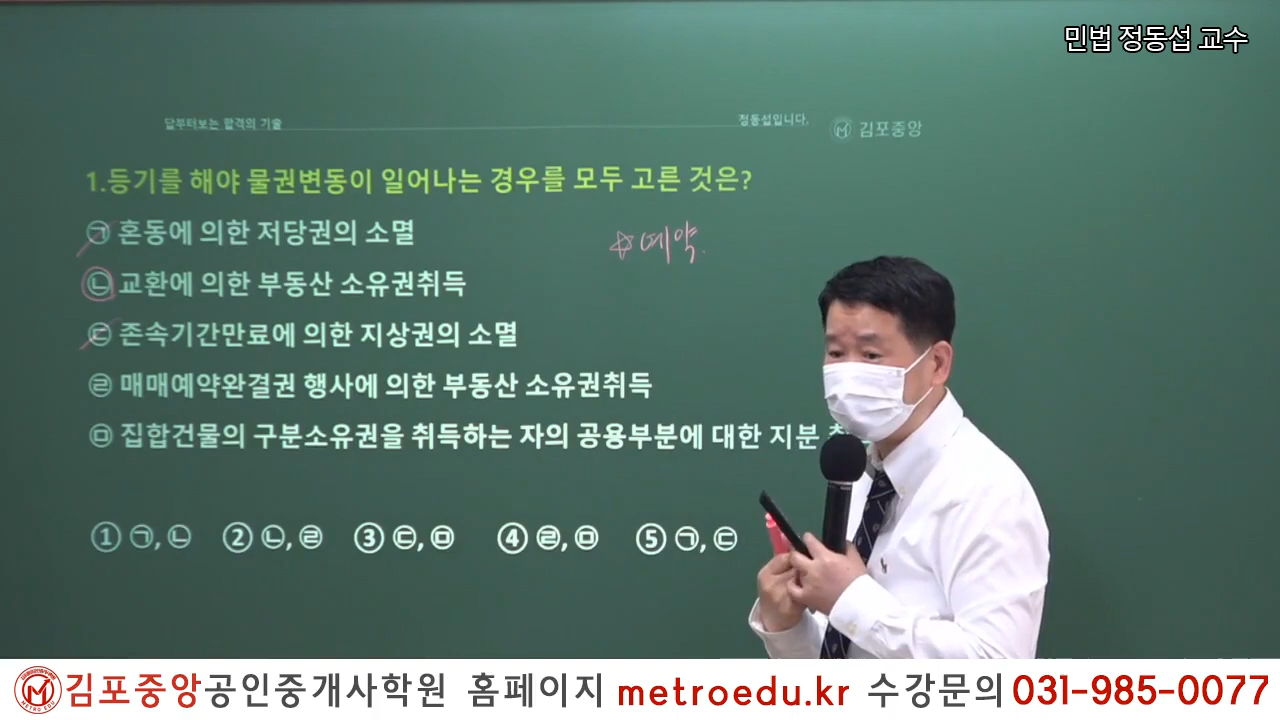 민법 정동섭 교수
답부터보는 합격의 기술
정동섭입니다.
김포중앙
1.등기를 해야 물권변동이 일어나는 경우를 모두 고른 것은?
㉠ 혼동에 의한 저당권의 소멸
☆예약.
㉡ 교환에 의한 부동산 소유권취득
㉢ 존속기간만료에 의한 지상권의 소멸
㉣ 매매예약완결권 행사에 의한 부동산 소유권취득
㉤ 집합건물의 구분소유권을 취득하는 자의 공용부분에 대한 지분
① ㉠, ㉡ ② ㉡, ㉣ ③ ㉢, ㉤ ④ ㉣, ㉤ ⑤ ㉠, ㉢
METRO EDU 김포중앙공인중개사학원 홈페이지 metroedu.kr 수강문의 031-985-0077